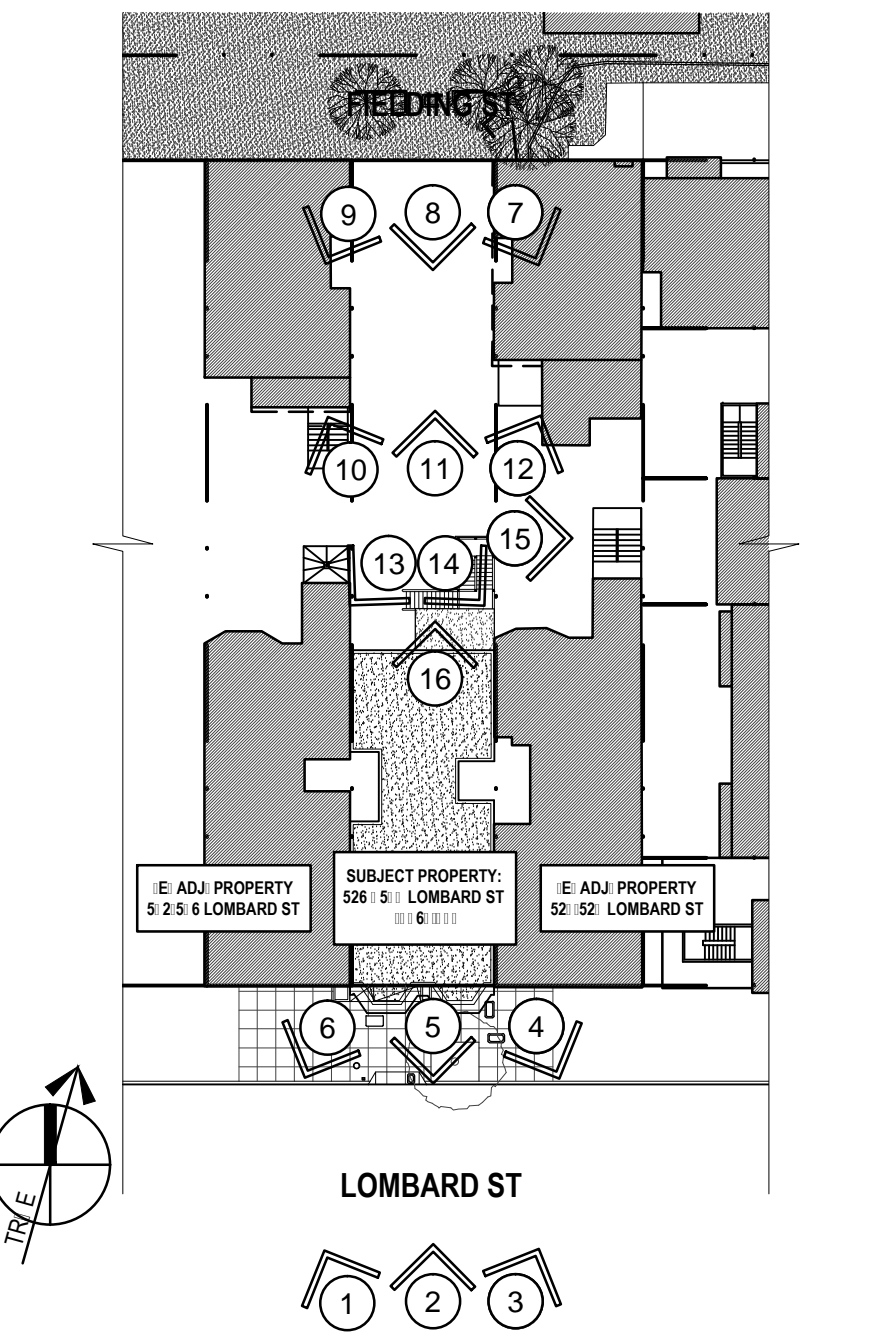 FIELDING ST
9 8 7
10 11 12
15
13 14
16
ADJ PROPERTY
LOMBARD ST
SUBJECT PROPERTY:
526 LOMBARD ST
ADJ PROPERTY
LOMBARD ST
6 5 4
LOMBARD ST
1 2 3